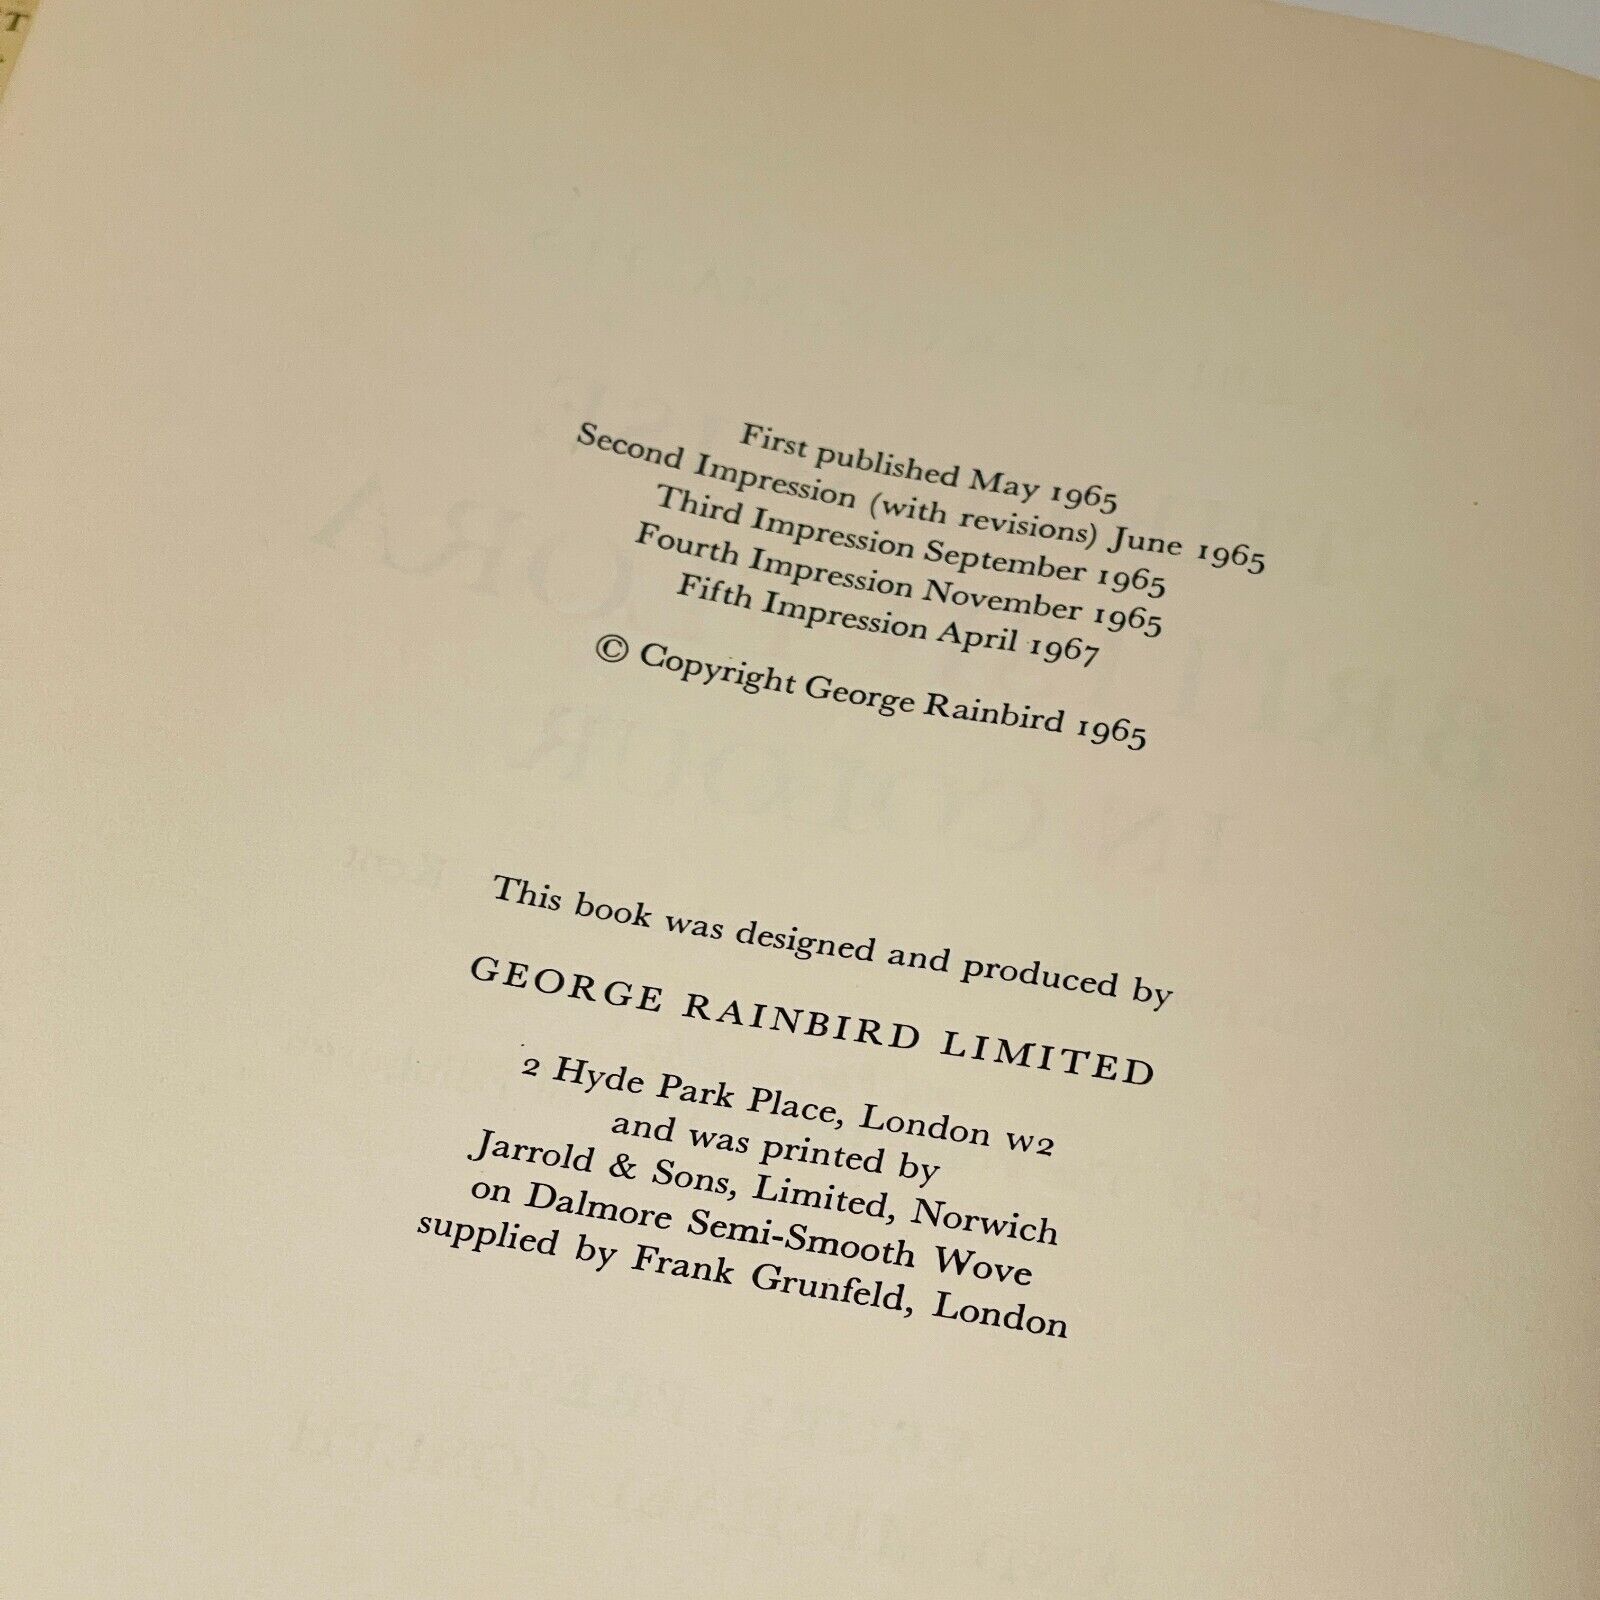 First published May 1965
Second Impression (with revisions) June 1965
Third Impression September 1965
Fourth Impression November 1965
Fifth Impression April 1967
© Copyright George Rainbird 1965
This book was designed and produced by
GEORGE RAINBIRD LIMITED
2 Hyde Park Place, London W2
and was printed by
Jarrold & Sons, Limited, Norwich
on Dalmore Semi-Smooth Wove
supplied by Frank Grunfeld, London